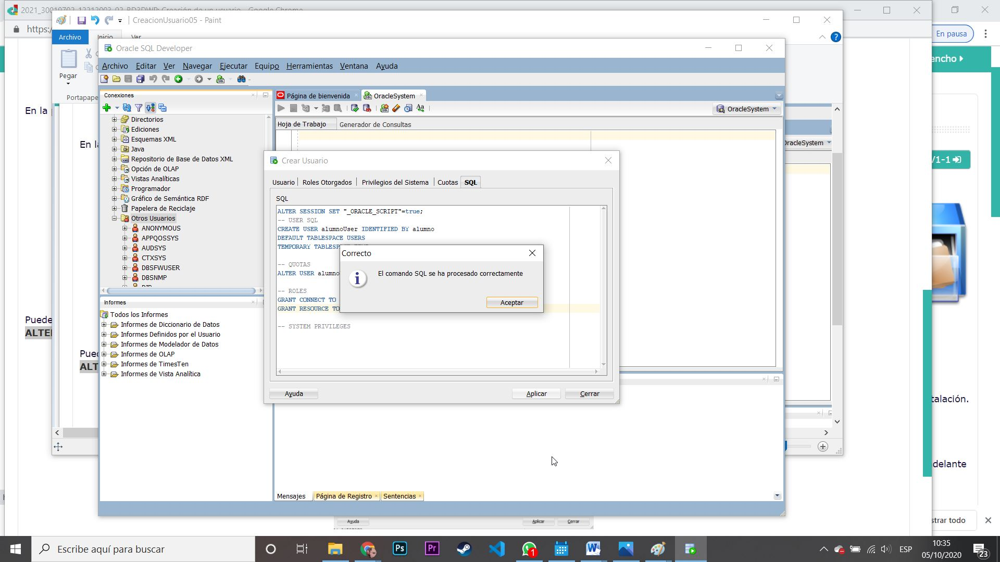 2021_30010702_12212003_02_BD3DWP: Creación de un usuario - Google Chrome
https:/
En pausa
CreacionUsuario05 - Paint
Archivo
Inicio
Ver
Pegar
Portapape
encho
/1-1
En la
En la
Puede
ALTE
Pue
ALT
talación.
delante
strar todo
OracleSystem
Oracle SQL Developer
Archivo Editar Ver Navegar Ejecutar Equipo Herramientas Ventana Ayuda
Conexiones
Directorios
Ediciones
Esquemas XML
Java
Repositorio de Base de Datos XML
Opción de OLAP
Vistas Analíticas
Programador
Gráfico de Semántica RDF
Papelera de Reciclaje
Otros Usuarios
ANONYMOUS
APPQOSSYS
AUDSYS
CTXSYS
DBSFWUSER
DBSNMP
DIP
Informes
Todos los Informes
Informes de Diccionario de Datos
Informes Definidos por el Usuario
Informes de Modelador de Datos
Informes de OLAP
Informes de TimesTen
Informes de Vista Analítica
Página de bienvenida
OracleSystem
OracleSystem
Hoja de Trabajo
Generador de Consultas
Crear Usuario
Usuario Roles Otorgados Privilegios del Sistema Cuotas SQL
SQL
ALTER SESSION SET "_ORACLE_SCRIPT"=true;
-- USER SQL
CREATE USER alumnoUser IDENTIFIED BY alumno
DEFAULT TABLESPACE USERS
TEMPORARY TABLESP
-- QUOTAS
ALTER USER alumno
-- ROLES
GRANT CONNECT TO
GRANT RESOURCE TO
-- SYSTEM PRIVILEGES
Correcto
El comando SQL se ha procesado correctamente
Aceptar
Ayuda
Aplicar
Cerrar
Mensajes
Página de Registro
Sentencias
Ayuda
Aplicar
Cerrar
Escribe aquí para buscar
Ps
Pr
1
ESP
10:35
05/10/2020
23